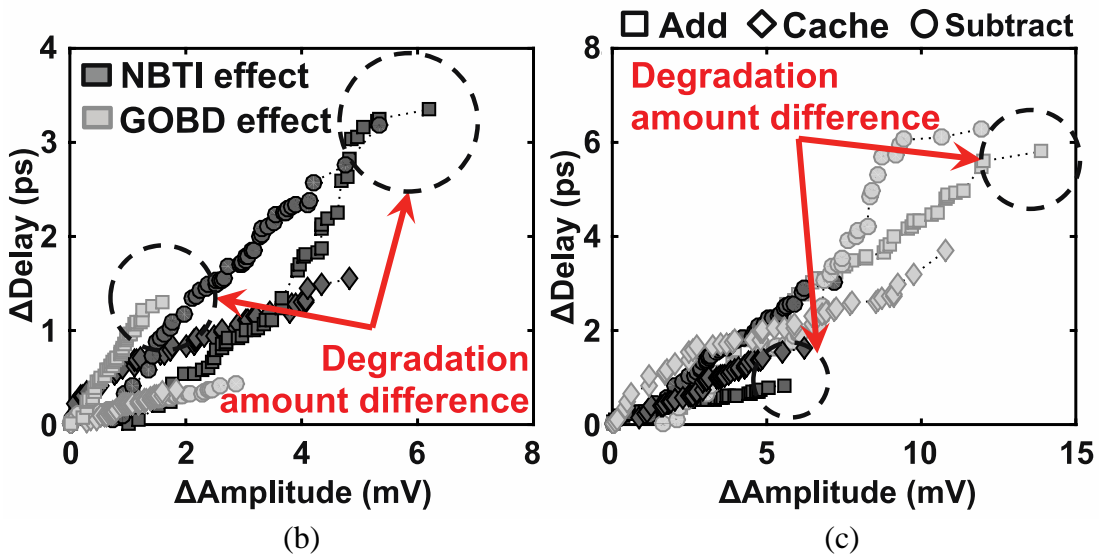 Add Cache Subtract
4
3
2
1
0
ΔDelay (ps)
NBTI effect
GOBD effect
Degradation
amount difference
0 2 4 6 8
ΔAmplitude (mV)
(b)
8
6
4
2
0
ΔDelay (ps)
Degradation
amount difference
0 5 10 15
ΔAmplitude (mV)
(c)